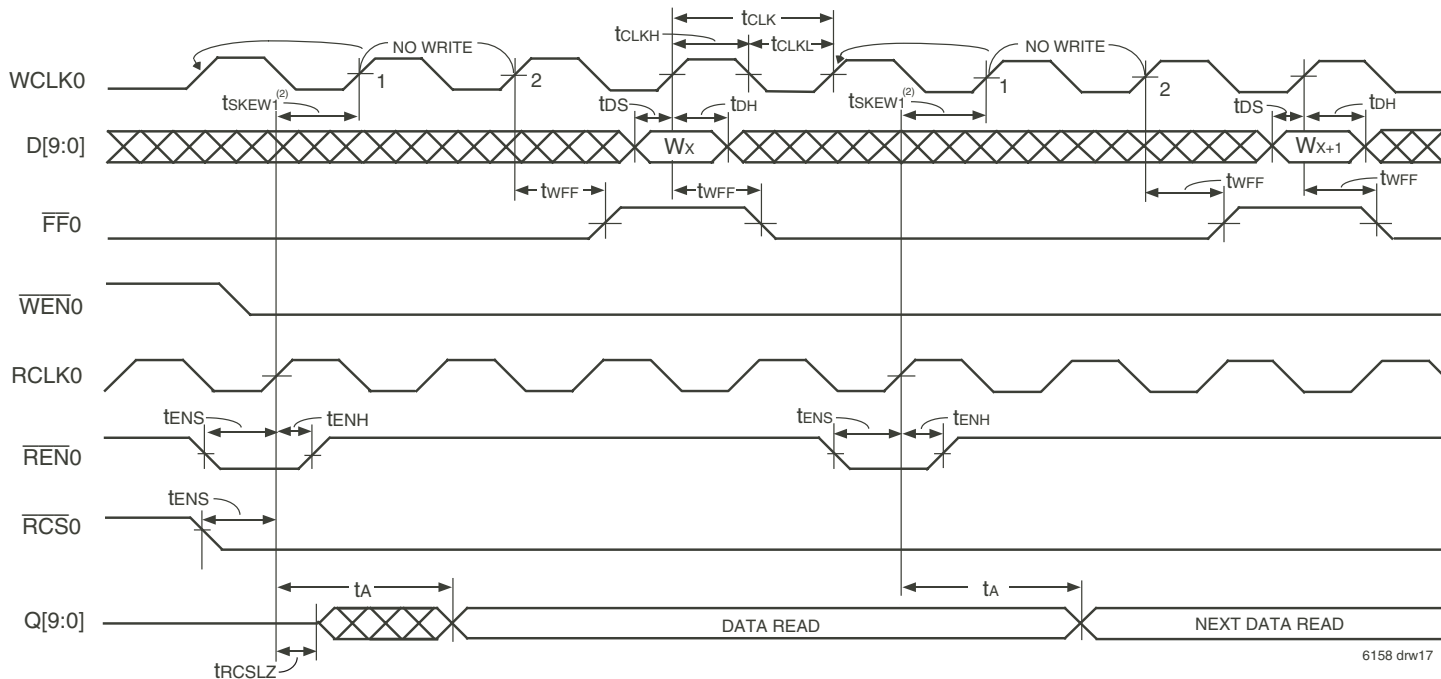 tCLK
tCLKH
tCLKL
NO WRITE
NO WRITE
WCLK0
1
2
1
2
tSKEW1(2)
tDS
tDH
tSKEW1(2)
tDS
tDH
D[9:0]
WX
WX+1
tWFF
tWFF
tWFF
tWFF
FF0
WEN0
RCLK0
tENS
tENH
tENS
tENH
REN0
tENS
RCS0
tA
tA
Q[9:0]
DATA READ
NEXT DATA READ
tRCSLZ
6158 drw17